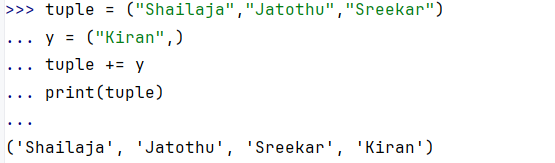 >>> tuple = ("Shailaja","Jatothu","Sreekar")
... y = ("Kiran",)
... tuple += y
... print(tuple)
...
('Shailaja', 'Jatothu', 'Sreekar', 'Kiran')